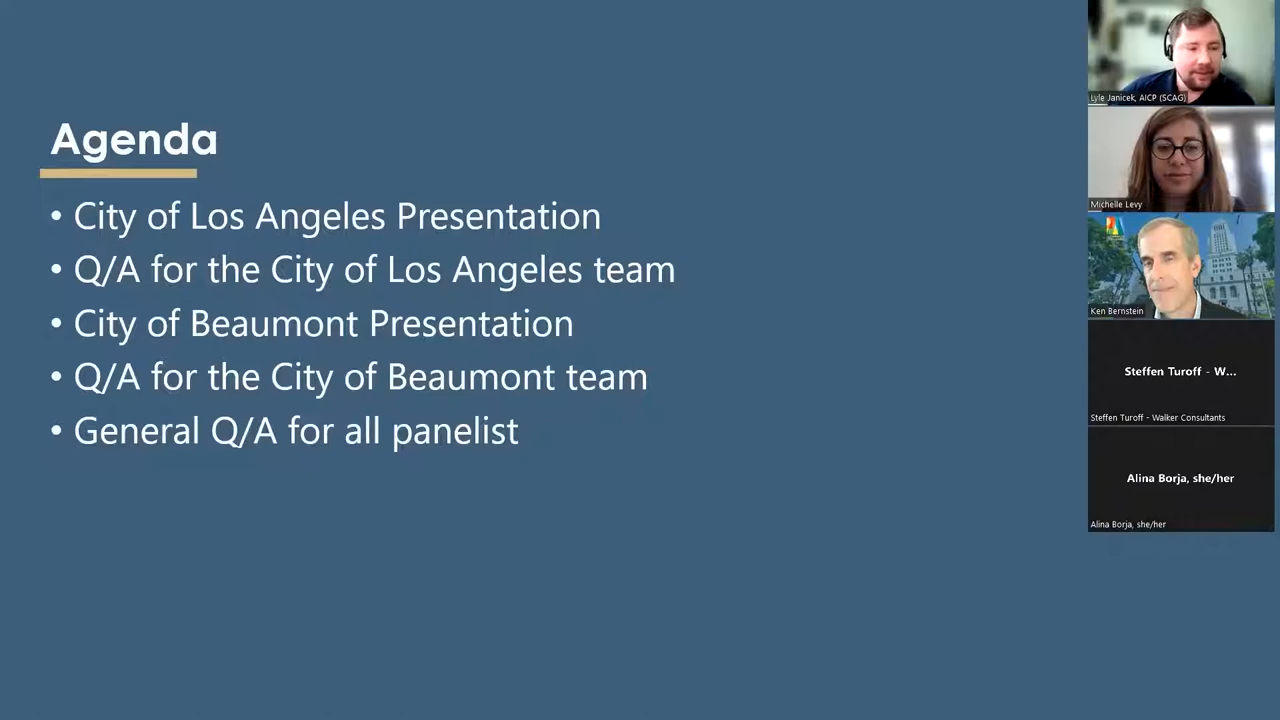 Agenda
• City of Los Angeles Presentation
• Q/A for the City of Los Angeles team
• City of Beaumont Presentation
• Q/A for the City of Beaumont team
• General Q/A for all panelist
Lyle Janicek, AICP (SCAG)
Michelle Levy
Ken Bernstein
Steffen Turoff - W...
Steffen Turoff - Walker Consultants
Alina Borja, she/her
Alina Borja, she/her